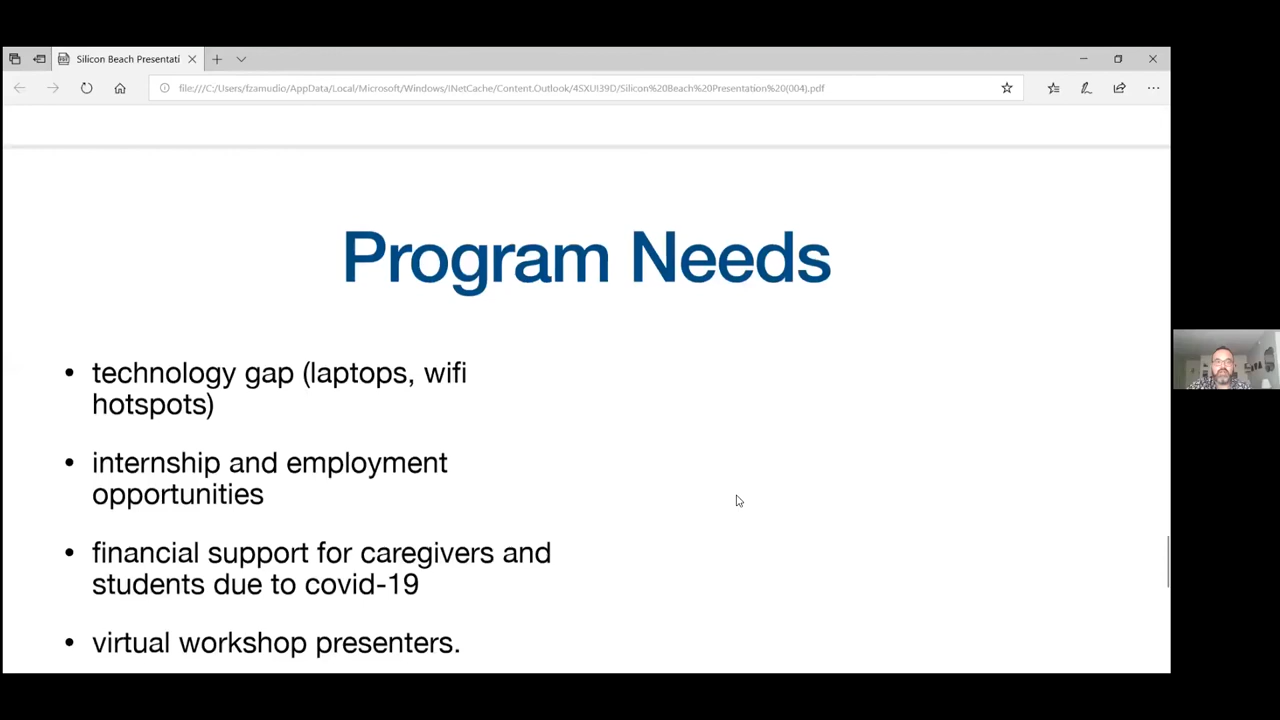 Silicon Beach Presentati
file:///C:/Users/fzamudio/AppData/Local/Microsoft/Windows/INetCache/Content.Outlook/4SXUI39D/Silicon%20Beach%20Presentation%20(004).pdf
Program Needs
• technology gap (laptops, wifi
hotspots)
• internship and employment
opportunities
• financial support for caregivers and
students due to covid-19
• virtual workshop presenters.